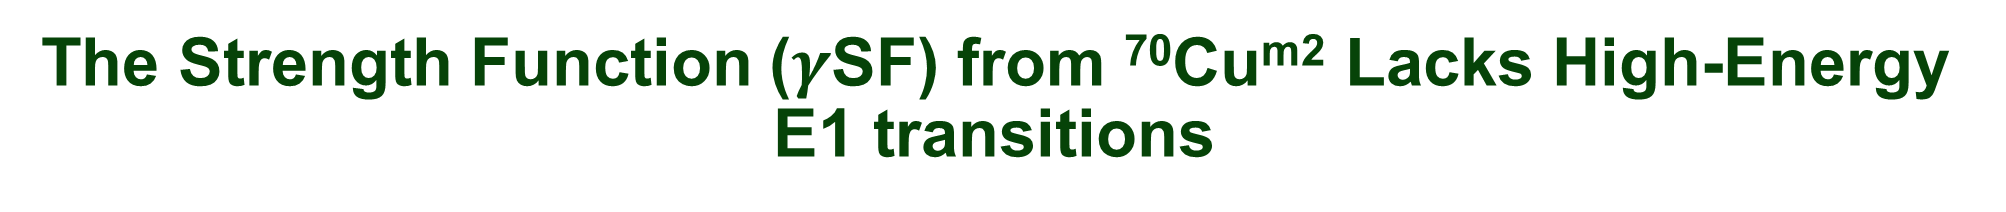 The Strength Function (𝛾SF) from ⁷⁰Cuᵐ² Lacks High-Energy
E1 transitions